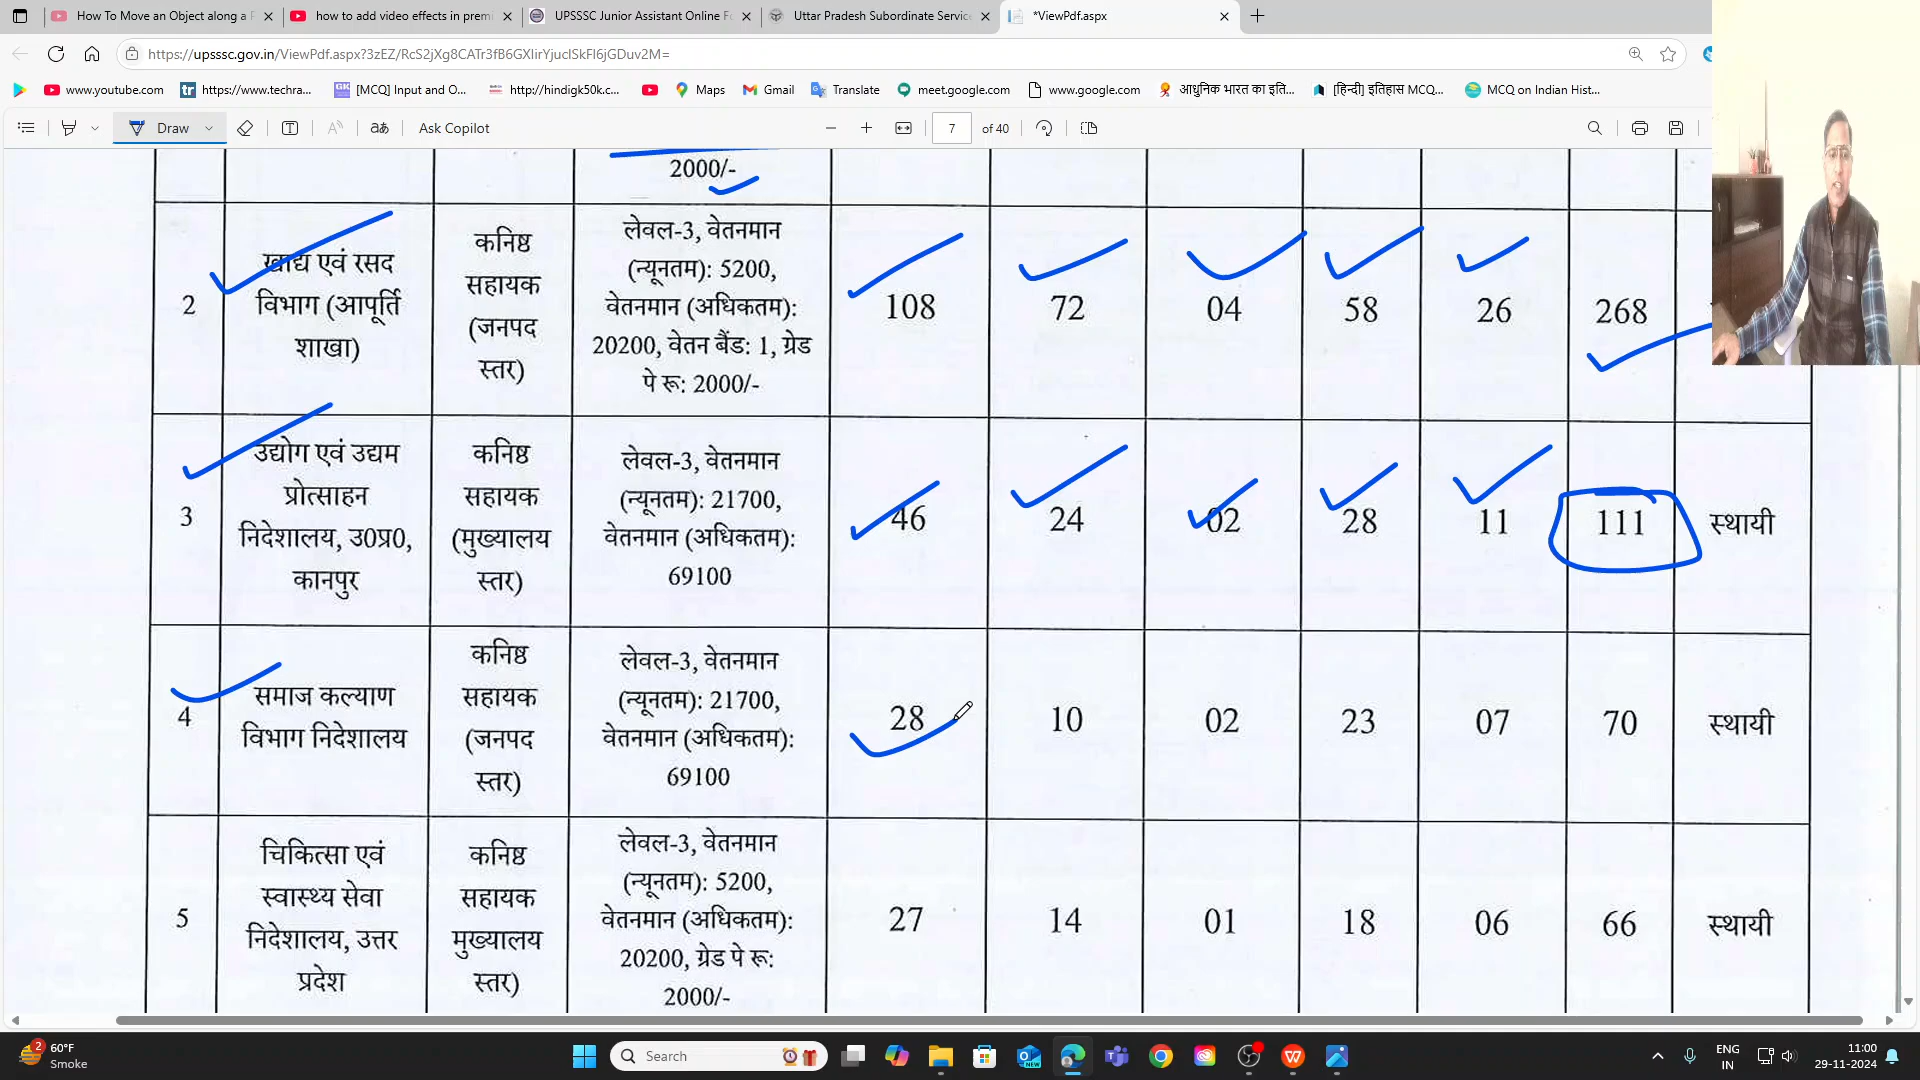 How To Move an Object along a P
how to add video effects in prem
UPSSSC Junior Assistant Online Fo
Uttar Pradesh Subordinate Service
*ViewPdf.aspx
https://upsssc.gov.in/ViewPdf.aspx?3zEZ/RcS2jXg8CATr3fB6GXlirYjuclSkFl6jGDuv2M=
www.youtube.com
https://www.techra...
[MCQ] Input and O...
http://hindigk50k.c...
Maps
Gmail
Translate
meet.google.com
www.google.com
आधुनिक भारत का इति...
[हिन्दी] इतिहास MCQ...
MCQ on Indian Hist...
Draw
Ask Copilot
7 of 40
2000/-
2
खाद्य एवं रसद
विभाग (आपूर्ति
शाखा)
कनिष्ठ
सहायक
(जनपद
स्तर)
लेवल-3, वेतनमान
(न्यूनतम): 5200,
वेतनमान (अधिकतम):
20200, वेतन बैंड: 1, ग्रेड
पे रू: 2000/-
108
72
04
58
26
268
3
उद्योग एवं उद्यम
प्रोत्साहन
निदेशालय, उ0प्र0,
कानपुर
कनिष्ठ
सहायक
(मुख्यालय
स्तर)
लेवल-3, वेतनमान
(न्यूनतम): 21700,
वेतनमान (अधिकतम):
69100
46
24
02
28
11
111
स्थायी
4
समाज कल्याण
विभाग निदेशालय
कनिष्ठ
सहायक
(जनपद
स्तर)
लेवल-3, वेतनमान
(न्यूनतम): 21700,
वेतनमान (अधिकतम):
69100
28
10
02
23
07
70
स्थायी
5
चिकित्सा एवं
स्वास्थ्य सेवा
निदेशालय, उत्तर
प्रदेश
कनिष्ठ
सहायक
मुख्यालय
स्तर)
लेवल-3, वेतनमान
(न्यूनतम): 5200,
वेतनमान (अधिकतम):
20200, ग्रेड पे रू:
2000/-
27
14
01
18
06
66
स्थायी
2
60°F
Smoke
Search
ENG
IN
11:00
29-11-2024